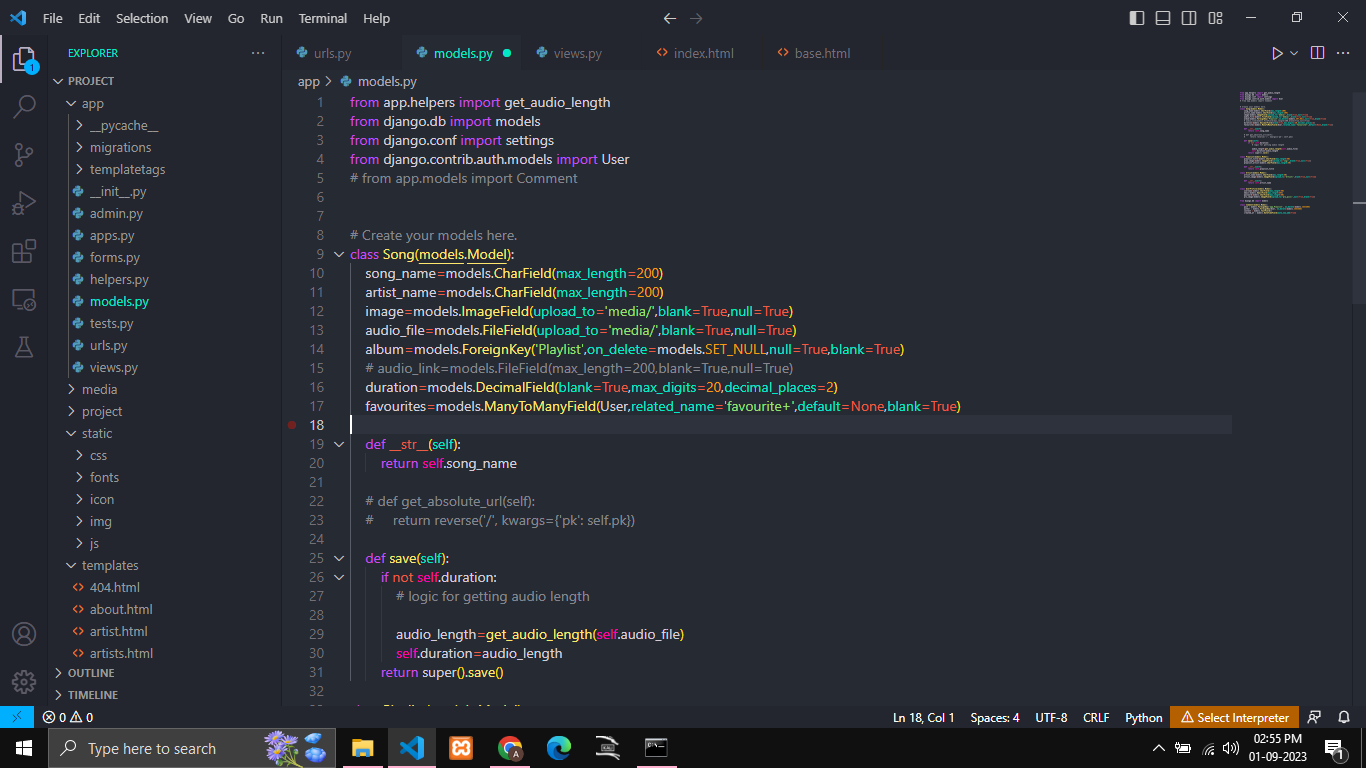 File Edit Selection View Go Run Terminal Help
EXPLORER
urls.py
models.py
views.py
index.html
base.html
1
PROJECT
app
__pycache__
migrations
templatetags
__init__.py
admin.py
apps.py
forms.py
helpers.py
models.py
tests.py
urls.py
views.py
media
project
static
css
fonts
icon
img
js
templates
404.html
about.html
artist.html
artists.html
OUTLINE
TIMELINE
app > models.py
1 from app.helpers import get_audio_length
2 from django.db import models
3 from django.conf import settings
4 from django.contrib.auth.models import User
5 # from app.models import Comment
6
7
8 # Create your models here.
9 class Song(models.Model):
10 song_name=models.CharField(max_length=200)
11 artist_name=models.CharField(max_length=200)
12 image=models.ImageField(upload_to='media/',blank=True,null=True)
13 audio_file=models.FileField(upload_to='media/',blank=True,null=True)
14 album=models.ForeignKey('Playlist',on_delete=models.SET_NULL,null=True,blank=True)
15 # audio_link=models.FileField(max_length=200,blank=True,null=True)
16 duration=models.DecimalField(blank=True,max_digits=20,decimal_places=2)
17 favourites=models.ManyToManyField(User,related_name='favourite+',default=None,blank=True)
18
19 def __str__(self):
20 return self.song_name
21
22 # def get_absolute_url(self):
23 #     return reverse('/', kwargs={'pk': self.pk})
24
25 def save(self):
26 if not self.duration:
27 # logic for getting audio length
28
29 audio_length=get_audio_length(self.audio_file)
30 self.duration=audio_length
31 return super().save()
32
0 0
Ln 18, Col 1 Spaces: 4 UTF-8 CRLF Python Select Interpreter
Type here to search
A
02:55 PM
01-09-2023
1